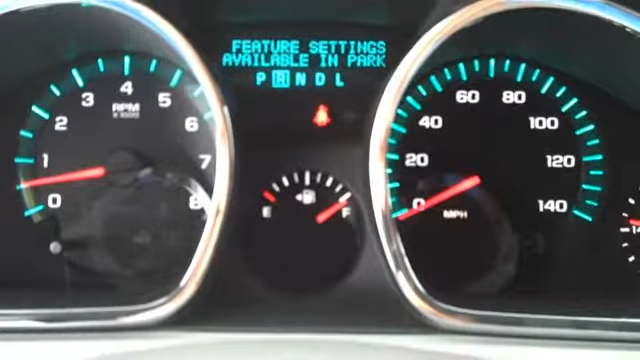 FEATURE SETTINGS
AVAILABLE IN PARK
P R N D L
0 1 2 3 4 5 6 7 8
RPM
E F
0 20 40 60 80 100 120 140
MPH